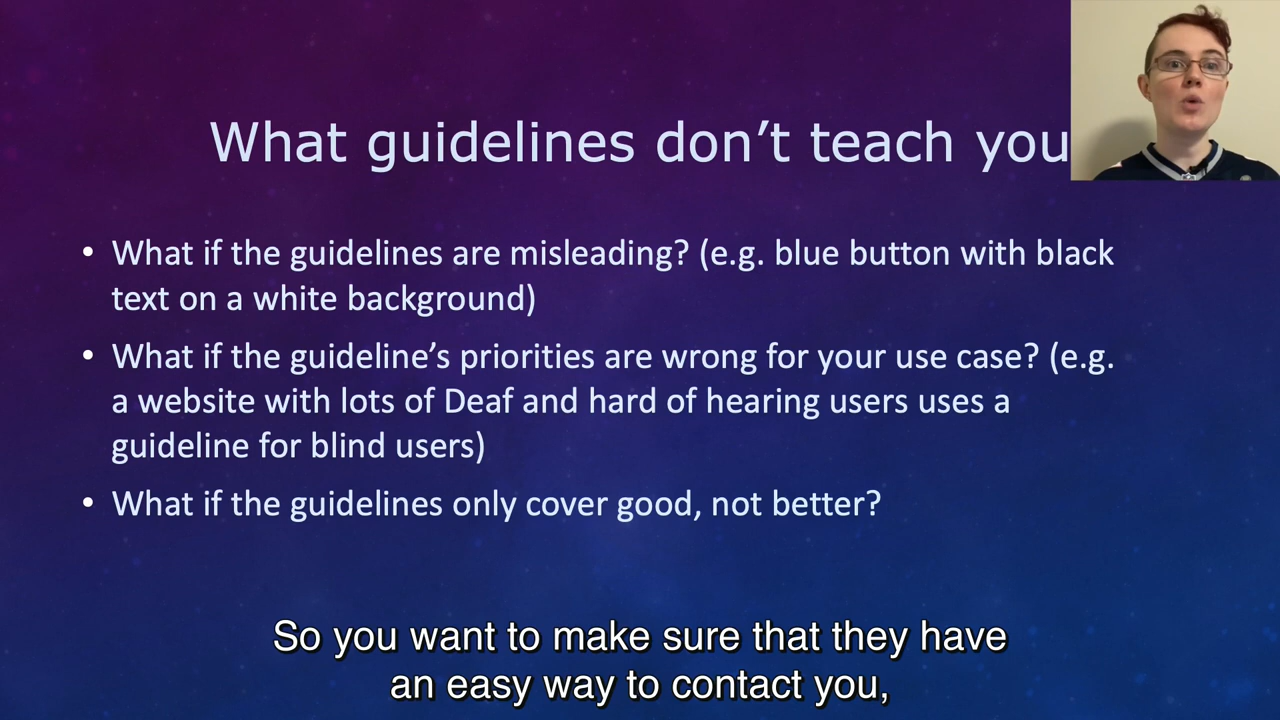 What guidelines don’t teach you
• What if the guidelines are misleading? (e.g. blue button with black
text on a white background)
• What if the guideline’s priorities are wrong for your use case? (e.g.
a website with lots of Deaf and hard of hearing users uses a
guideline for blind users)
• What if the guidelines only cover good, not better?
So you want to make sure that they have
an easy way to contact you,